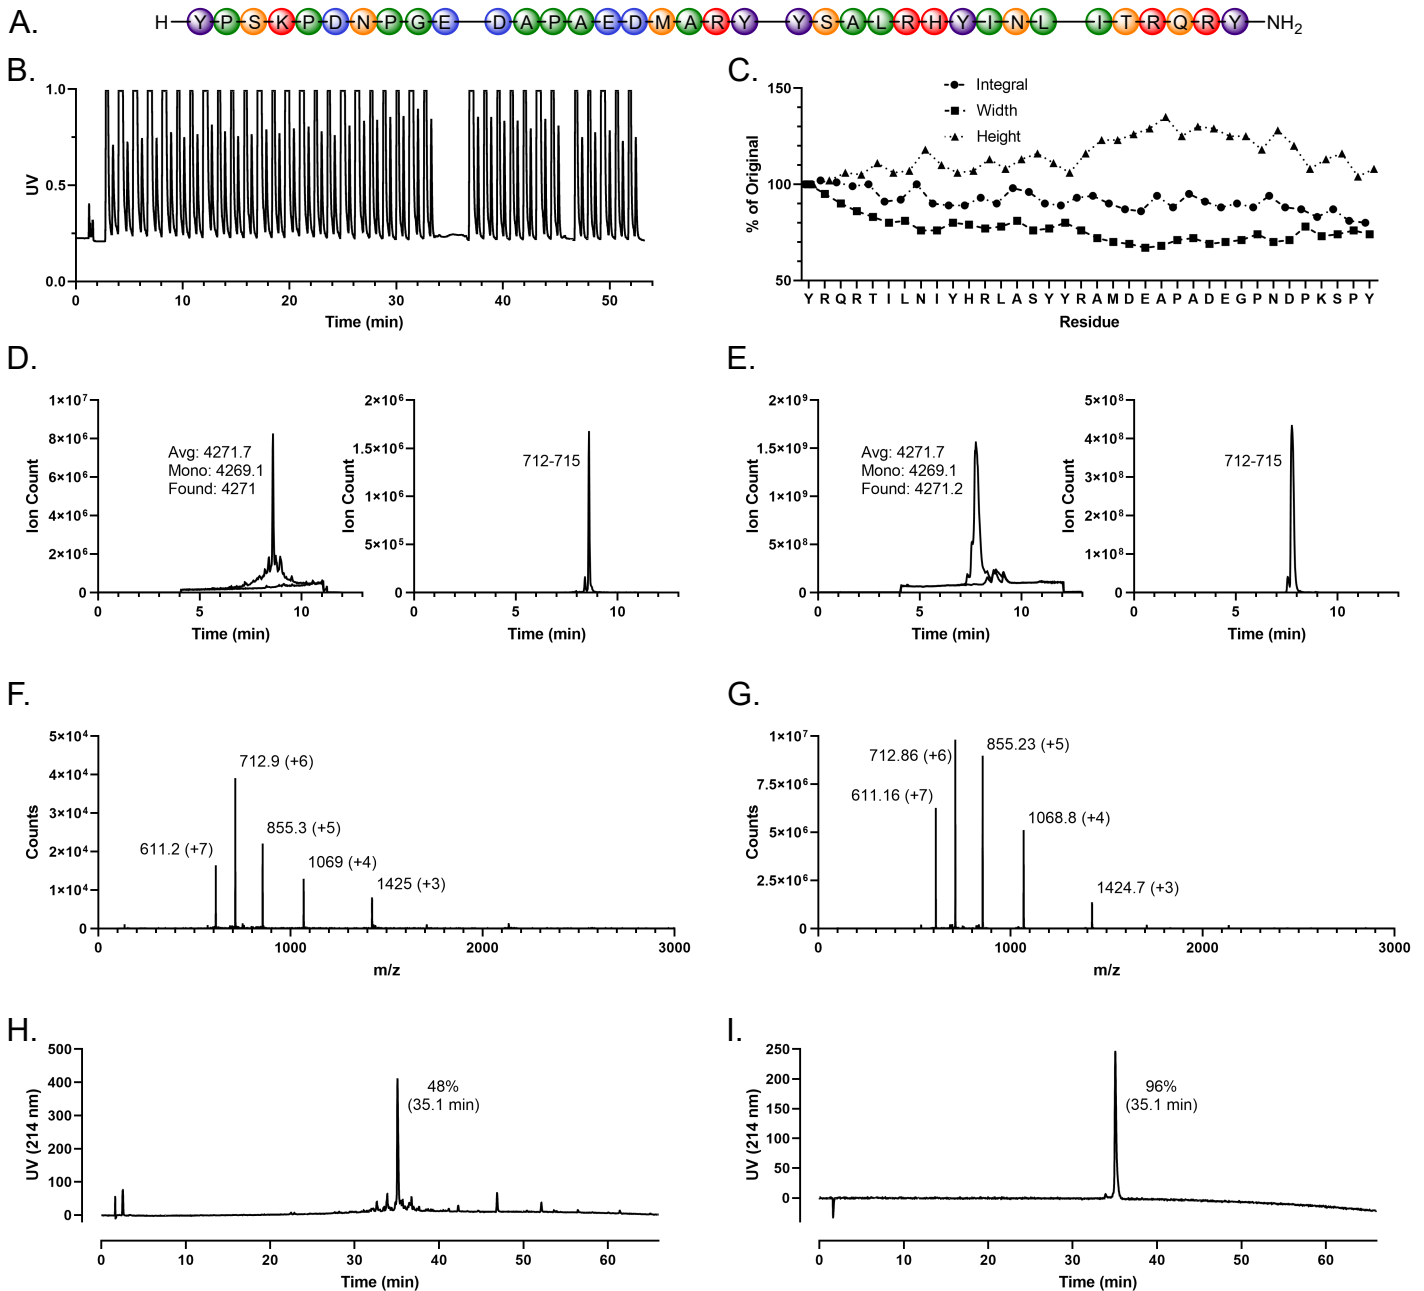 A.
H Y P S K P D N P G E D A P A E D M A R Y Y S A L R H Y I N L I T R Q R Y NH2
B.
1.0
0.5
0.0
UV
0 10 20 30 40 50
Time (min)
C.
150
100
50
% of Original
Integral
Width
Height
Y R Q R T I L N I Y H R L A S Y Y R A M D E A P A D E G P N D P K S P Y
Residue
D.
1×10⁷
8×10⁶
6×10⁶
4×10⁶
2×10⁶
0
Ion Count
Avg: 4271.7
Mono: 4269.1
Found: 4271
0 5 10
Time (min)
2×10⁶
1.5×10⁶
1×10⁶
5×10⁵
0
Ion Count
712-715
0 5 10
Time (min)
E.
2×10⁹
1.5×10⁹
1×10⁹
5×10⁸
0
Ion Count
Avg: 4271.7
Mono: 4269.1
Found: 4271.2
0 5 10
Time (min)
5×10⁸
4×10⁸
3×10⁸
2×10⁸
1×10⁸
0
Ion Count
712-715
0 5 10
Time (min)
F.
5×10⁴
4×10⁴
3×10⁴
2×10⁴
1×10⁴
0
Counts
712.9 (+6)
855.3 (+5)
611.2 (+7)
1069 (+4)
1425 (+3)
0 1000 2000 3000
m/z
G.
1×10⁷
7.5×10⁶
5×10⁶
2.5×10⁶
0
Counts
855.23 (+5)
712.86 (+6)
611.16 (+7)
1068.8 (+4)
1424.7 (+3)
0 1000 2000 3000
m/z
H.
500
400
300
200
100
0
UV (214 nm)
48%
(35.1 min)
0 10 20 30 40 50 60
Time (min)
I.
250
200
150
100
50
0
UV (214 nm)
96%
(35.1 min)
0 10 20 30 40 50 60
Time (min)